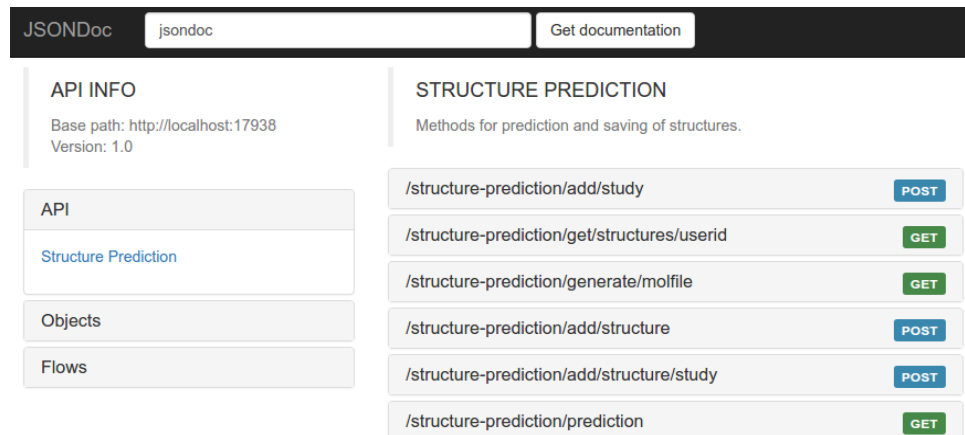 JSONDoc
jsondoc
Get documentation
API INFO
Base path: http://localhost:17938
Version: 1.0
API
Structure Prediction
Objects
Flows
STRUCTURE PREDICTION
Methods for prediction and saving of structures.
/structure-prediction/add/study POST
/structure-prediction/get/structures/userid GET
/structure-prediction/generate/molfile GET
/structure-prediction/add/structure POST
/structure-prediction/add/structure/study POST
/structure-prediction/prediction GET